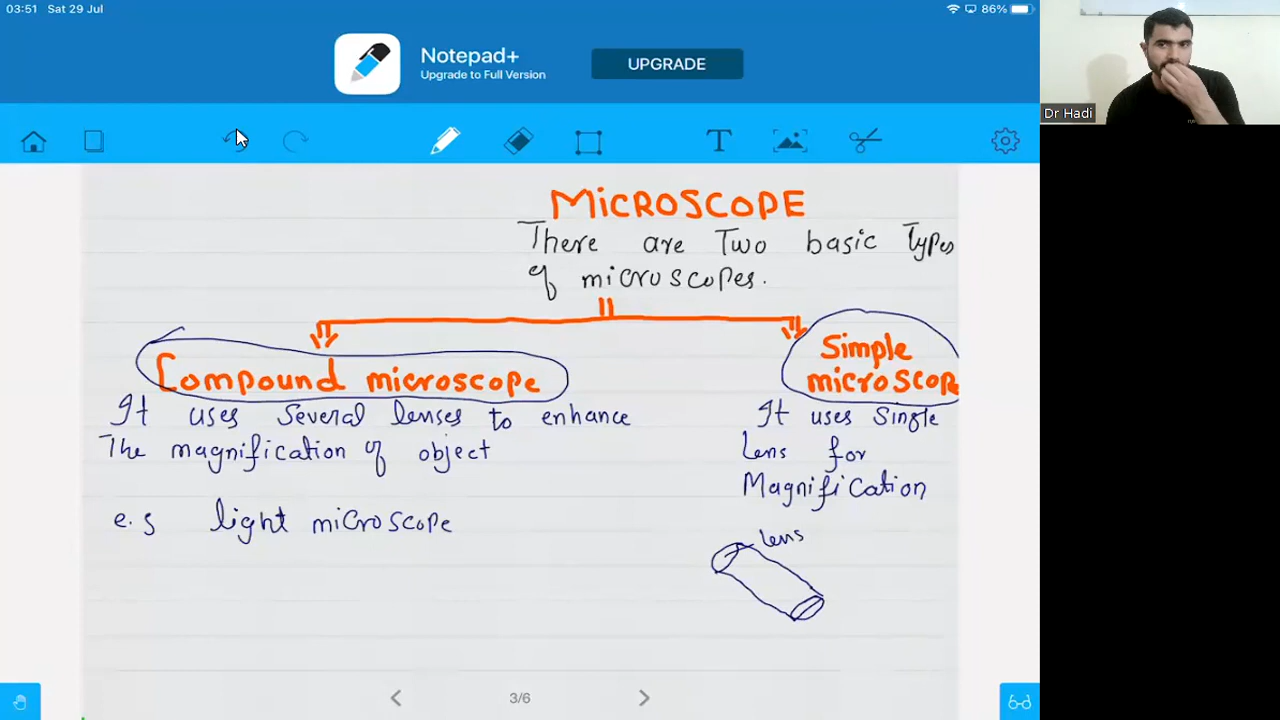 03:51 Sat 29 Jul
86%
Notepad+
Upgrade to Full Version
UPGRADE
Dr Hadi
T
MiCROSCOPE
There are Two basic Types
of microscopes.
Compound microscope
It uses several lenses to enhance
The magnification of object
e.g light microscope
Simple
microscop
It uses Single
lens for
Magnification
lens
3/6